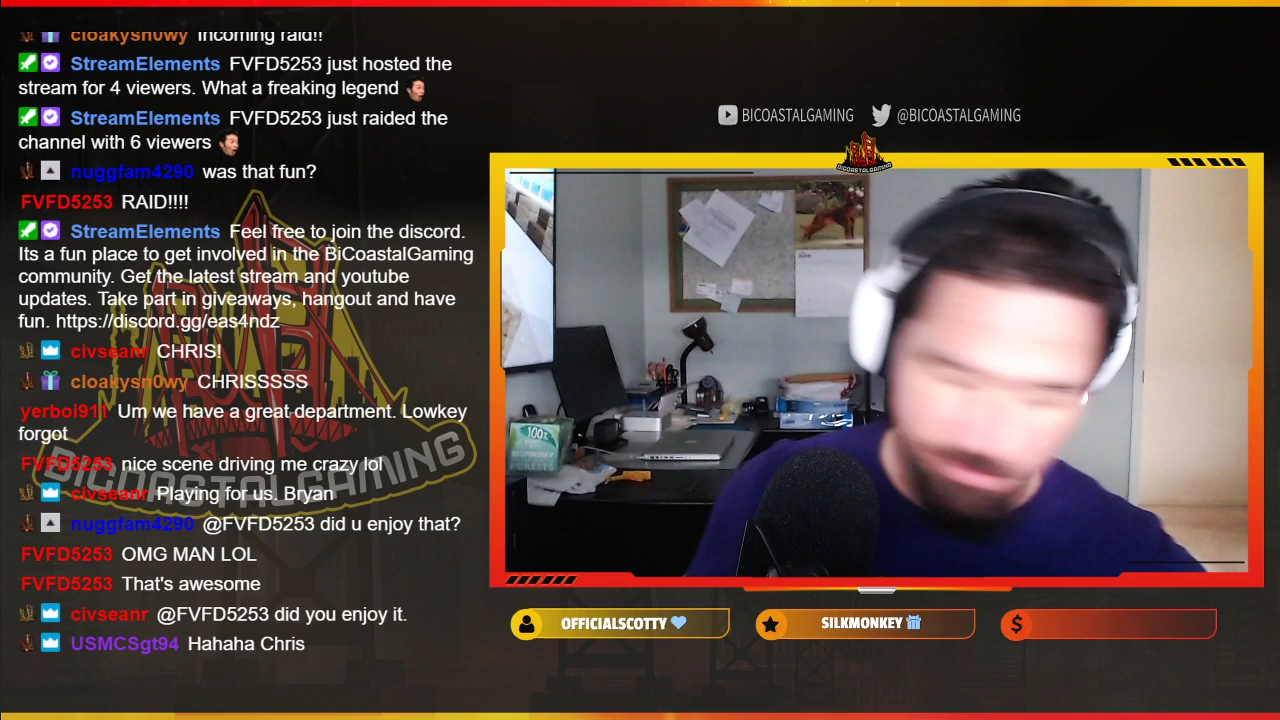 cloakysn0wy Incoming raid!!
StreamElements FVFD5253 just hosted the
stream for 4 viewers. What a freaking legend
StreamElements FVFD5253 just raided the
channel with 6 viewers
nuggfam4290 was that fun?
FVFD5253 RAID!!!!
StreamElements Feel free to join the discord.
Its a fun place to get involved in the BiCoastalGaming
community. Get the latest stream and youtube
updates. Take part in giveaways, hangout and have
fun. https://discord.gg/eas4ndz
civseanr CHRIS!
cloakysn0wy CHRISSSSS
yerboi911 Um we have a great department. Lowkey
forgot
FVFD5253 nice scene driving me crazy lol
civseanr Playing for us. Bryan
nuggfam4290 @FVFD5253 did u enjoy that?
FVFD5253 OMG MAN LOL
FVFD5253 That's awesome
civseanr @FVFD5253 did you enjoy it.
USMCSgt94 Hahaha Chris
BICOASTALGAMING
BICOASTALGAMING @BICOASTALGAMING
BICOASTALGAMING
100%
OFFICIALSCOTTY SILKMONKEY $